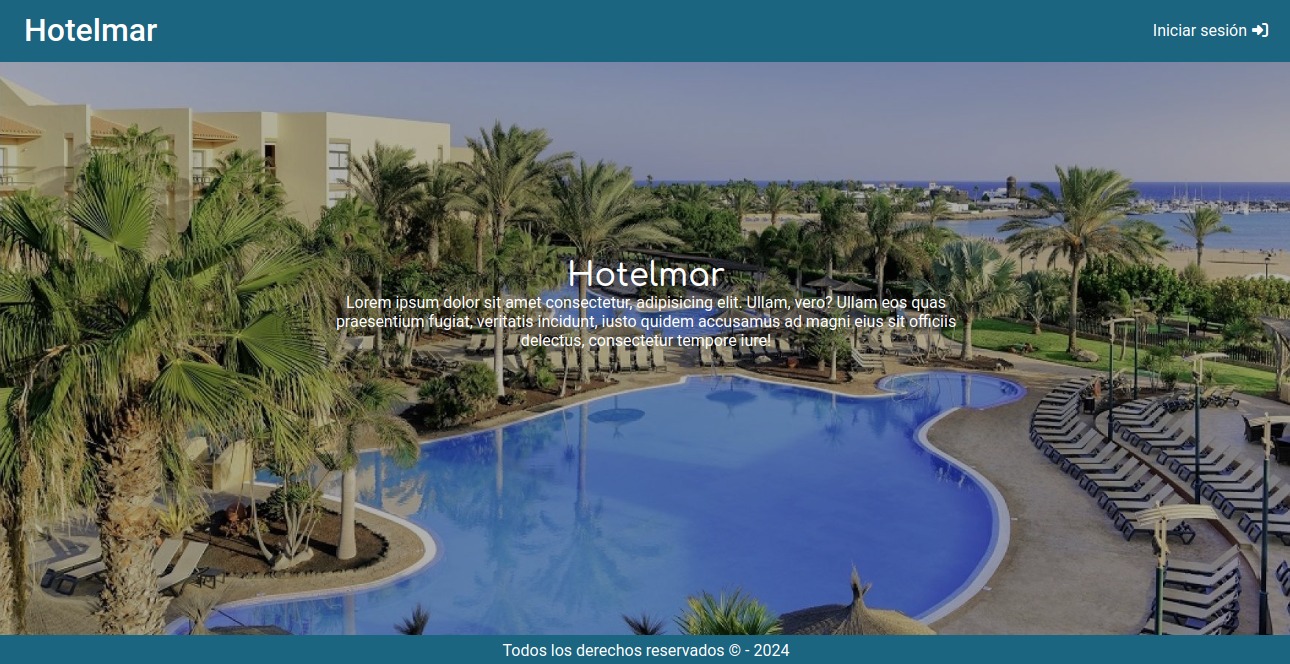 Hotelmar
Iniciar sesión
Hotelmar
Lorem ipsum dolor sit amet consectetur, adipisicing elit. Ullam, vero? Ullam eos quas
praesentium fugiat, veritatis incidunt, iusto quidem accusamus ad magni eius sit officiis
delectus, consectetur tempore iure!
Todos los derechos reservados © - 2024